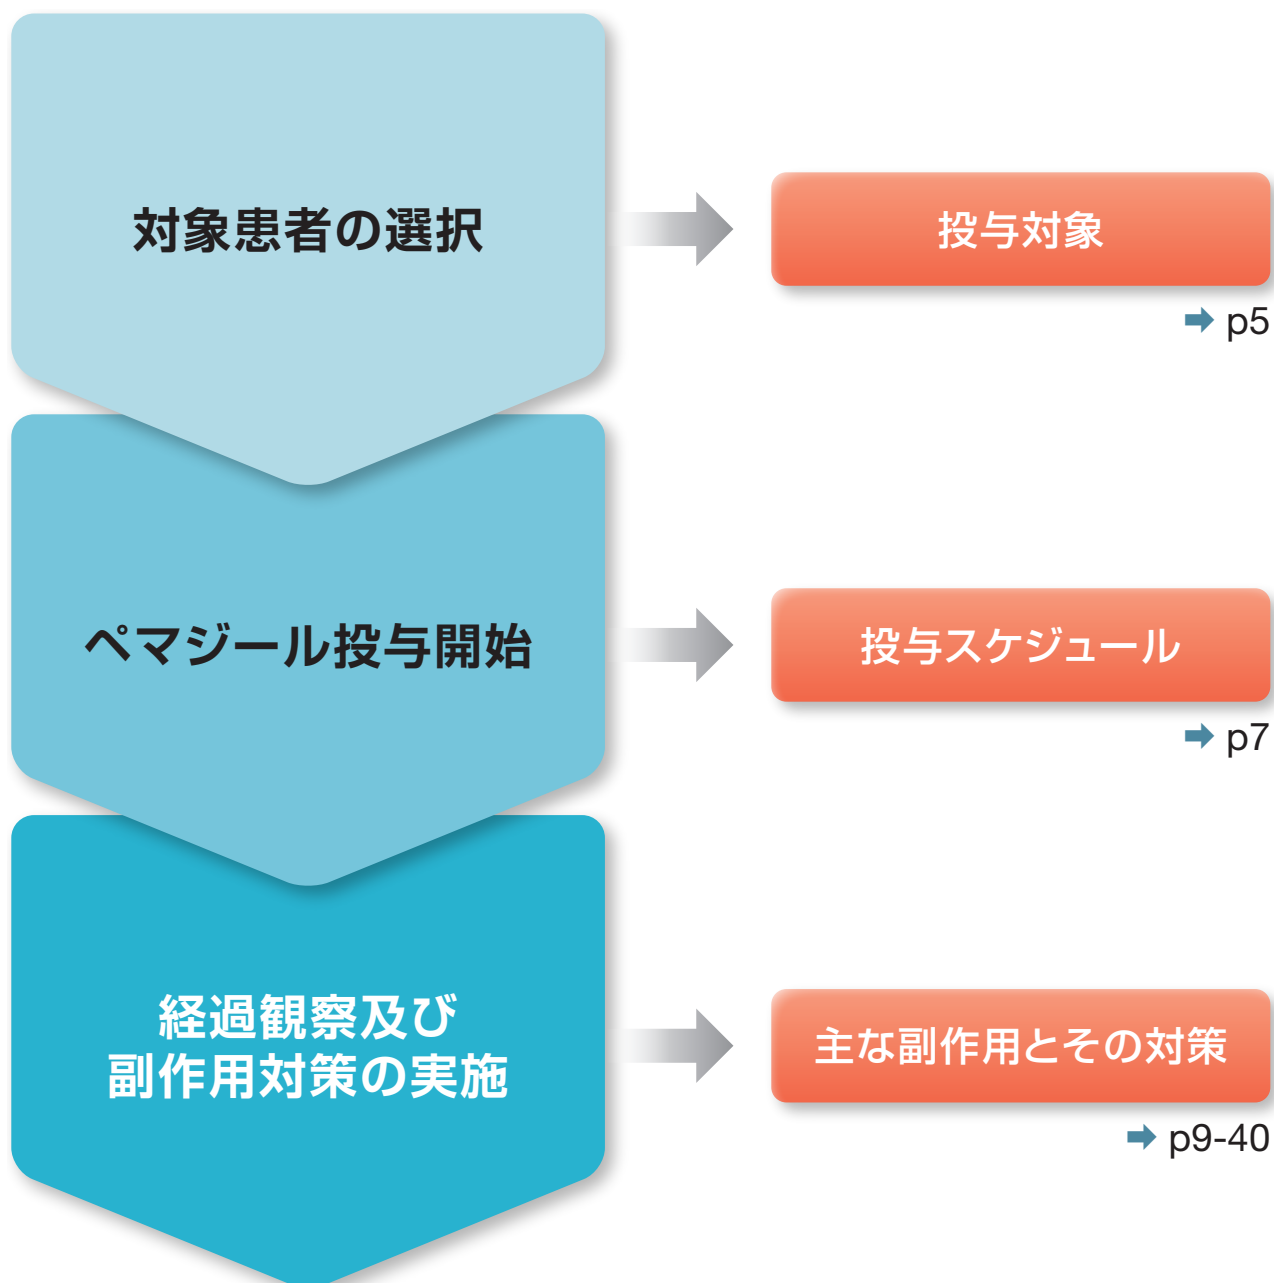 対象患者の選択
投与対象
p5
ペマジール投与開始
投与スケジュール
p7
経過観察及び
副作用対策の実施
主な副作用とその対策
p9-40